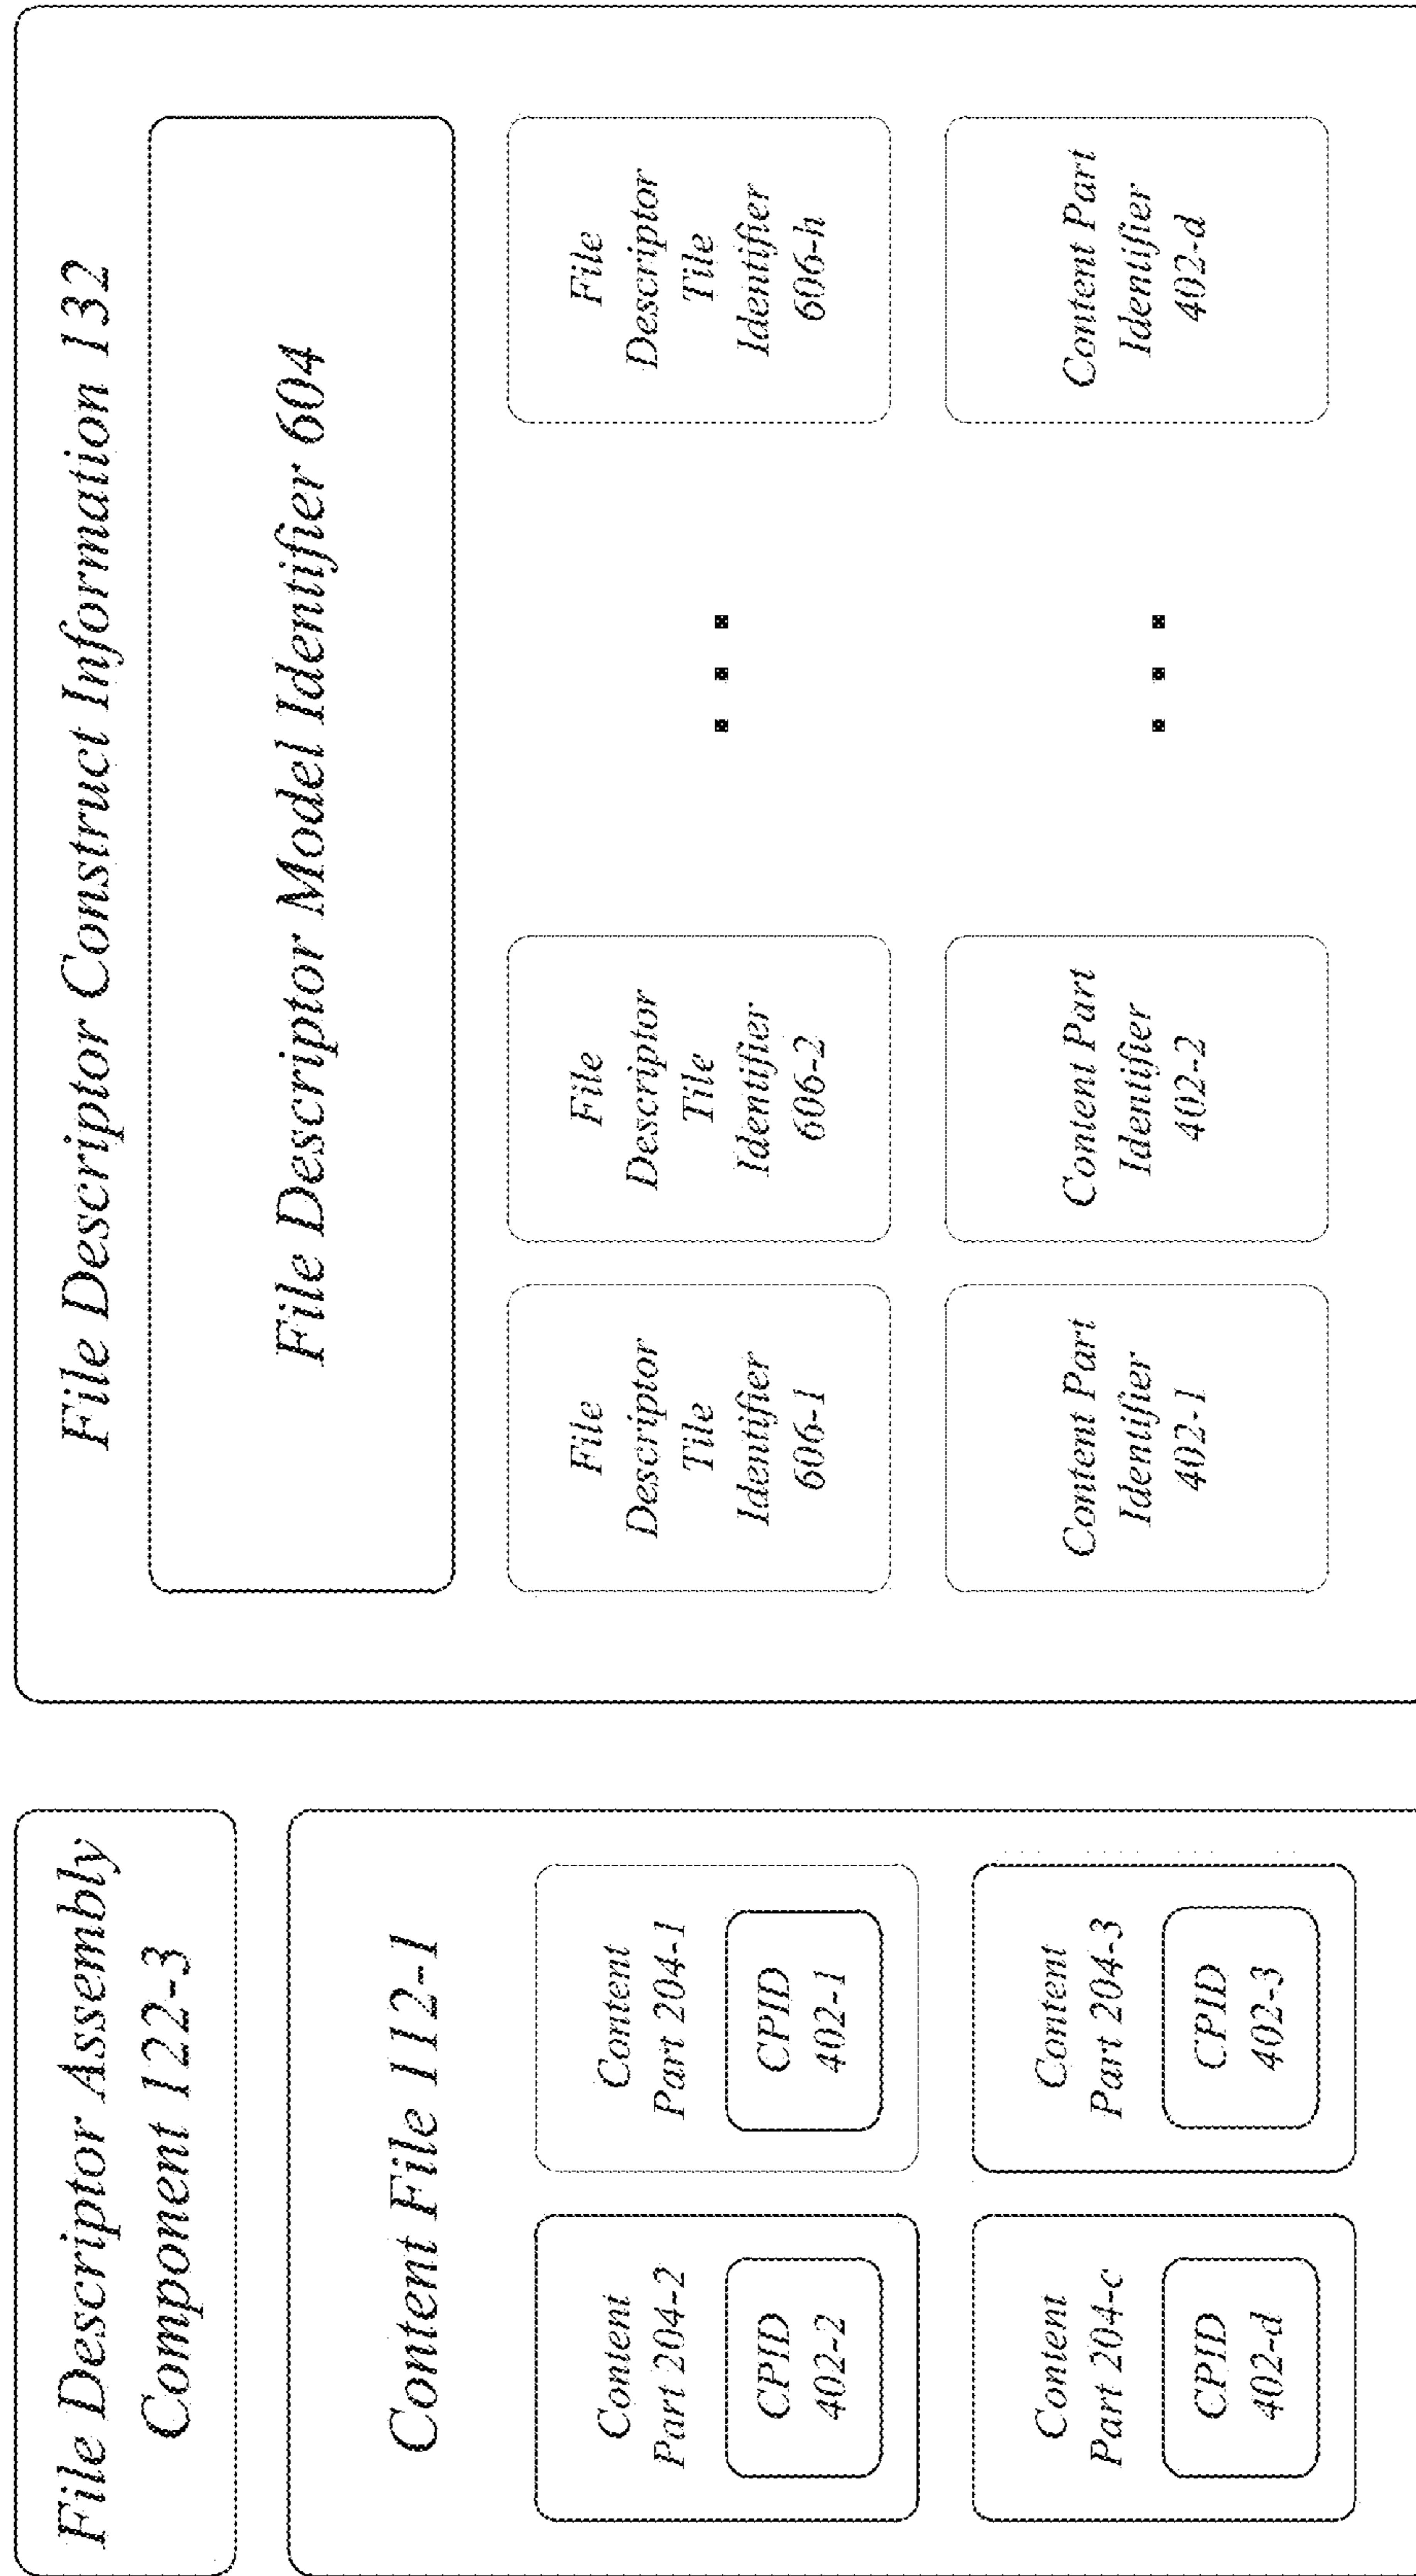 File Descriptor Assembly
Component 122-3
Content File 112-1
Content
Part 204-2
CPID
402-2
Content
Part 204-1
CPID
402-1
Content
Part 204-c
CPID
402-d
Content
Part 204-3
CPID
402-3
File Descriptor Construct Information 132
File Descriptor Model Identifier 604
File
Descriptor
Tile
Identifier
606-1
File
Descriptor
Tile
Identifier
606-2
File
Descriptor
Tile
Identifier
606-h
Content Part
Identifier
402-1
Content Part
Identifier
402-2
Content Part
Identifier
402-d